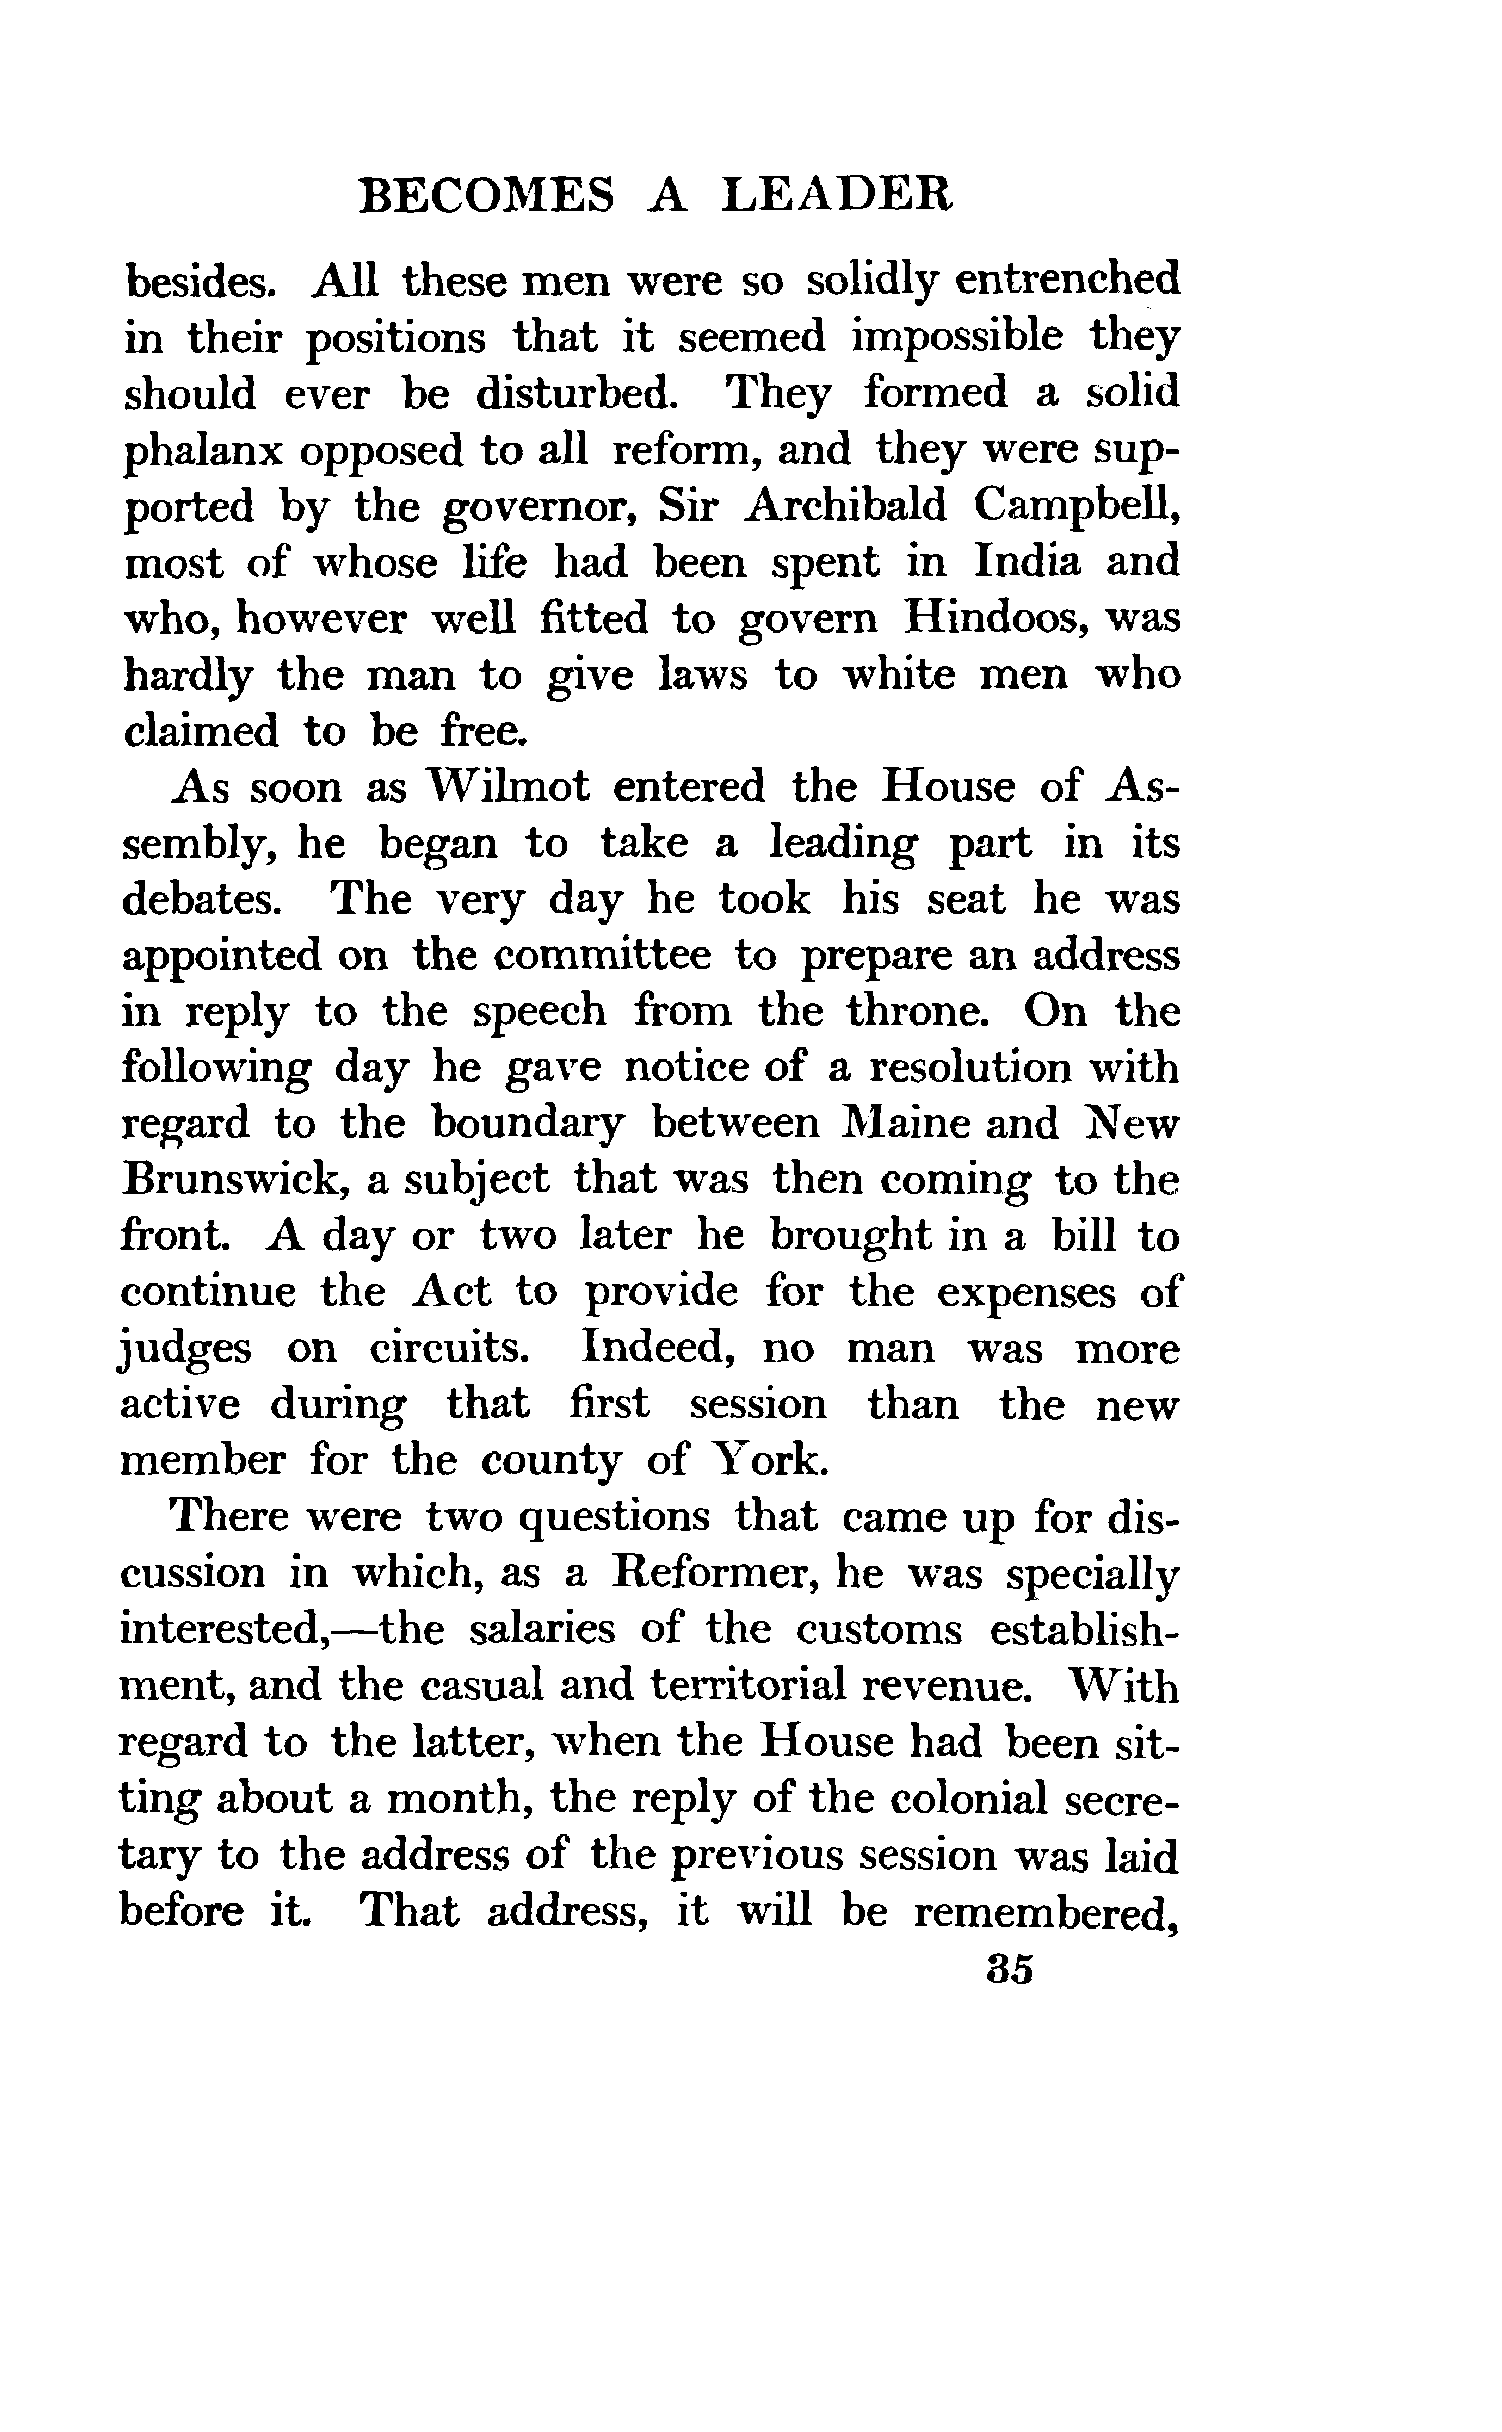 BECOMES A LEADER
besides. All these men were so solidly entrenched
in their positions that it seemed impossible they
should ever be disturbed. They formed a solid
phalanx opposed to all reform, and they were sup-
ported by the governor, Sir Archibald Campbell,
most of whose life had been spent in India and
who, however well fitted to govern Hindoos, was
hardly the man to give laws to white men who
claimed to be free.
As soon as Wilmot entered the House of As-
sembly, he began to take a leading part in its
debates. The very day he took his seat he was
appointed on the committee to prepare an address
in reply to the speech from the throne. On the
following day he gave notice of a resolution with
regard to the boundary between Maine and New
Brunswick, a subject that was then coming to the
front. A day or two later he brought in a bill to
continue the Act to provide for the expenses of
judges on circuits. Indeed, no man was more
active during that first session than the new
member for the county of York.
There were two questions that came up for dis-
cussion in which, as a Reformer, he was specially
interested,—the salaries of the customs establish-
ment, and the casual and territorial revenue. With
regard to the latter, when the House had been sit-
ting about a month, the reply of the colonial secre-
tary to the address of the previous session was laid
before it. That address, it will be remembered,
35